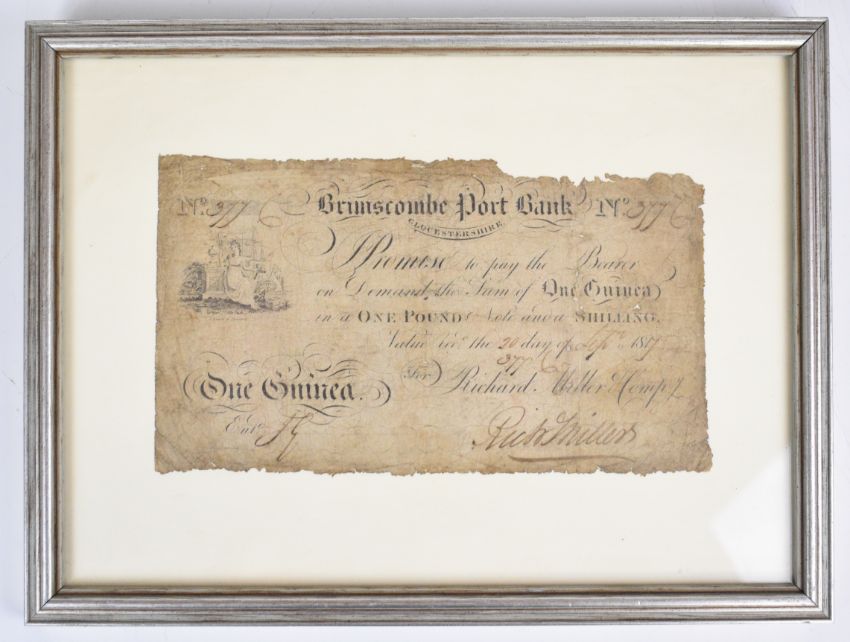 No. 377 Brimscombe Port Bank No. 377
GLOCESTERSHIRE
I Promise to pay the Bearer
on Demand, the Sum of One Guinea
in a ONE POUND Note and a SHILLING.
Value rec. the 20 day of Sepr. 1817
377
One Guinea. For Richard Miller & Compy.
Entd.
Richd Miller